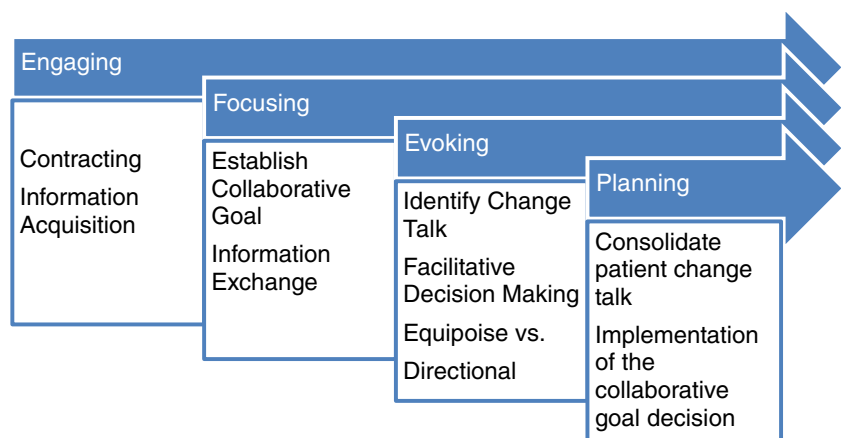 Engaging
Contracting
Information
Acquisition
Focusing
Establish
Collaborative
Goal
Information
Exchange
Evoking
Identify Change
Talk
Facilitative
Decision Making
Equipoise vs.
Directional
Planning
Consolidate
patient change
talk
Implementation
of the
collaborative
goal decision